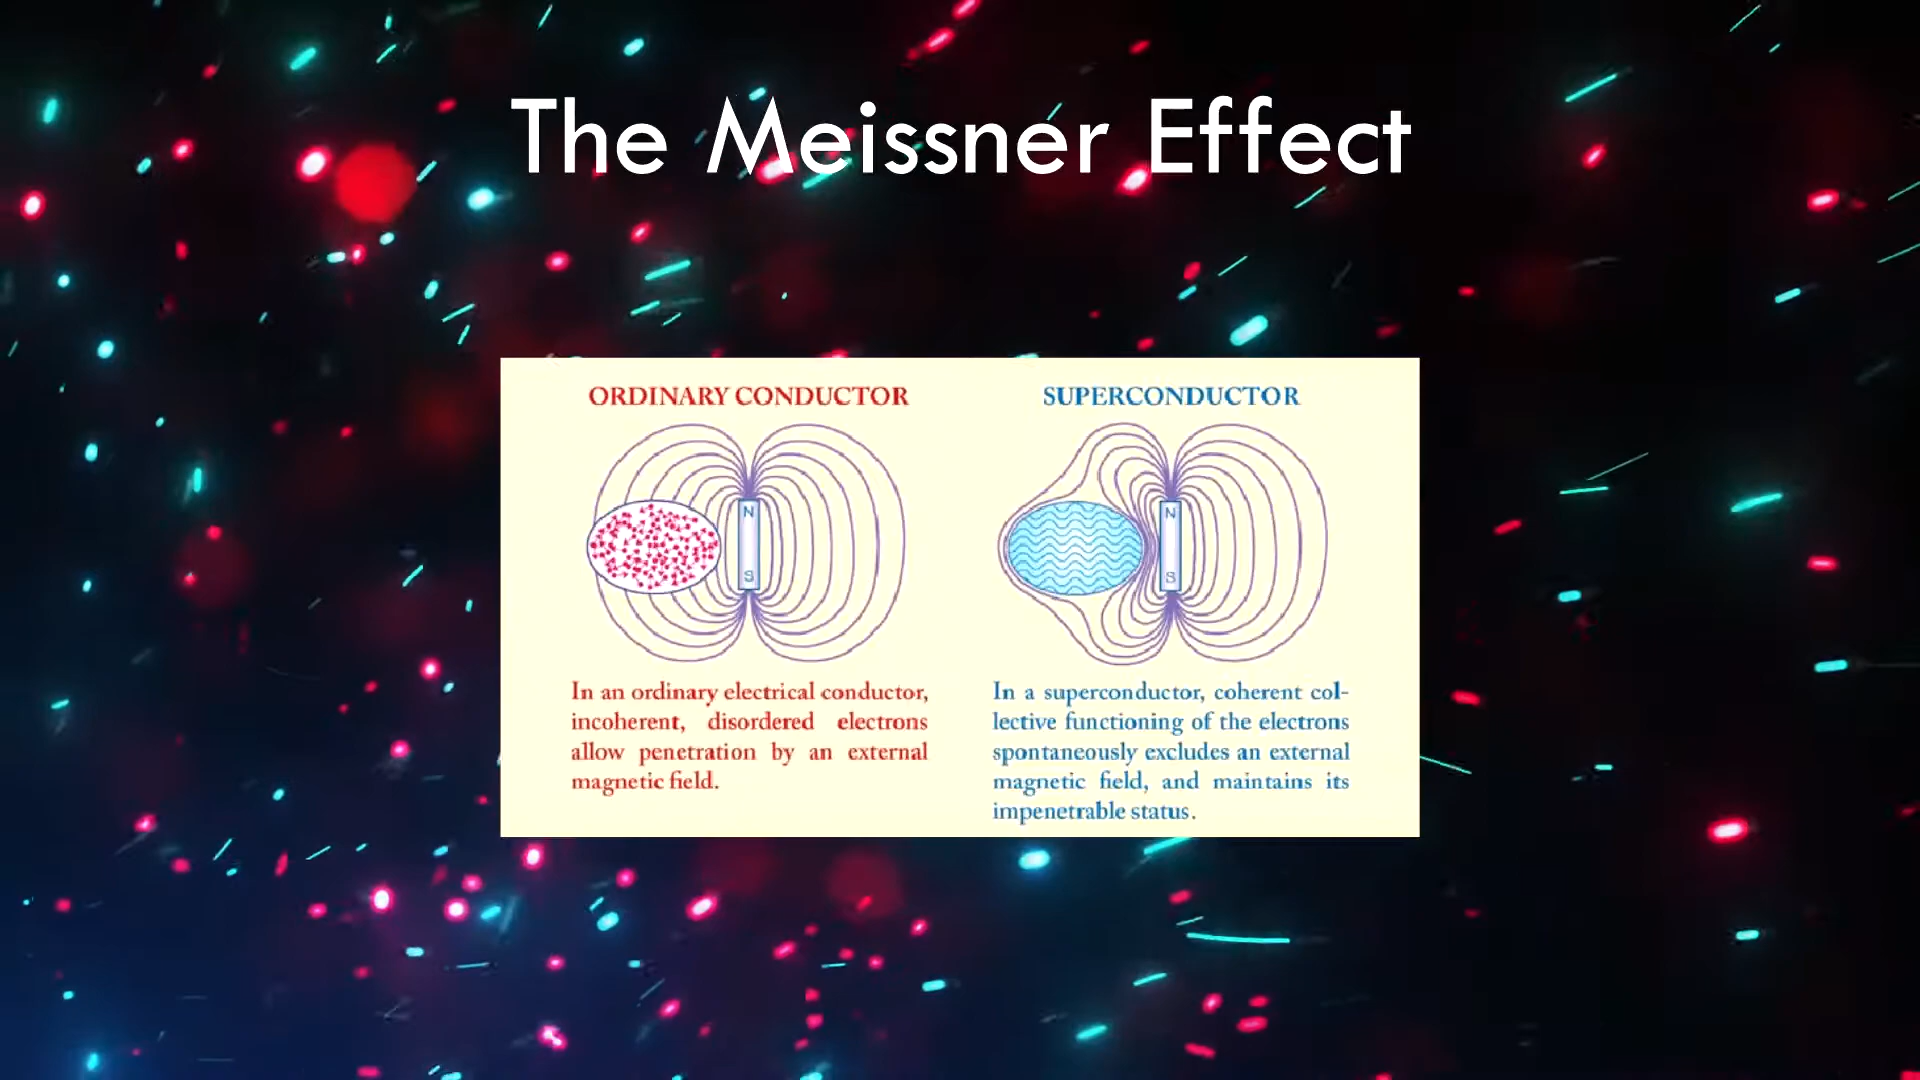 The Meissner Effect
ORDINARY CONDUCTOR
N
S
In an ordinary electrical conductor,
incoherent, disordered electrons
allow penetration by an external
magnetic field.
SUPERCONDUCTOR
N
S
In a superconductor, coherent col-
lective functioning of the electrons
spontaneously excludes an external
magnetic field, and maintains its
impenetrable status.